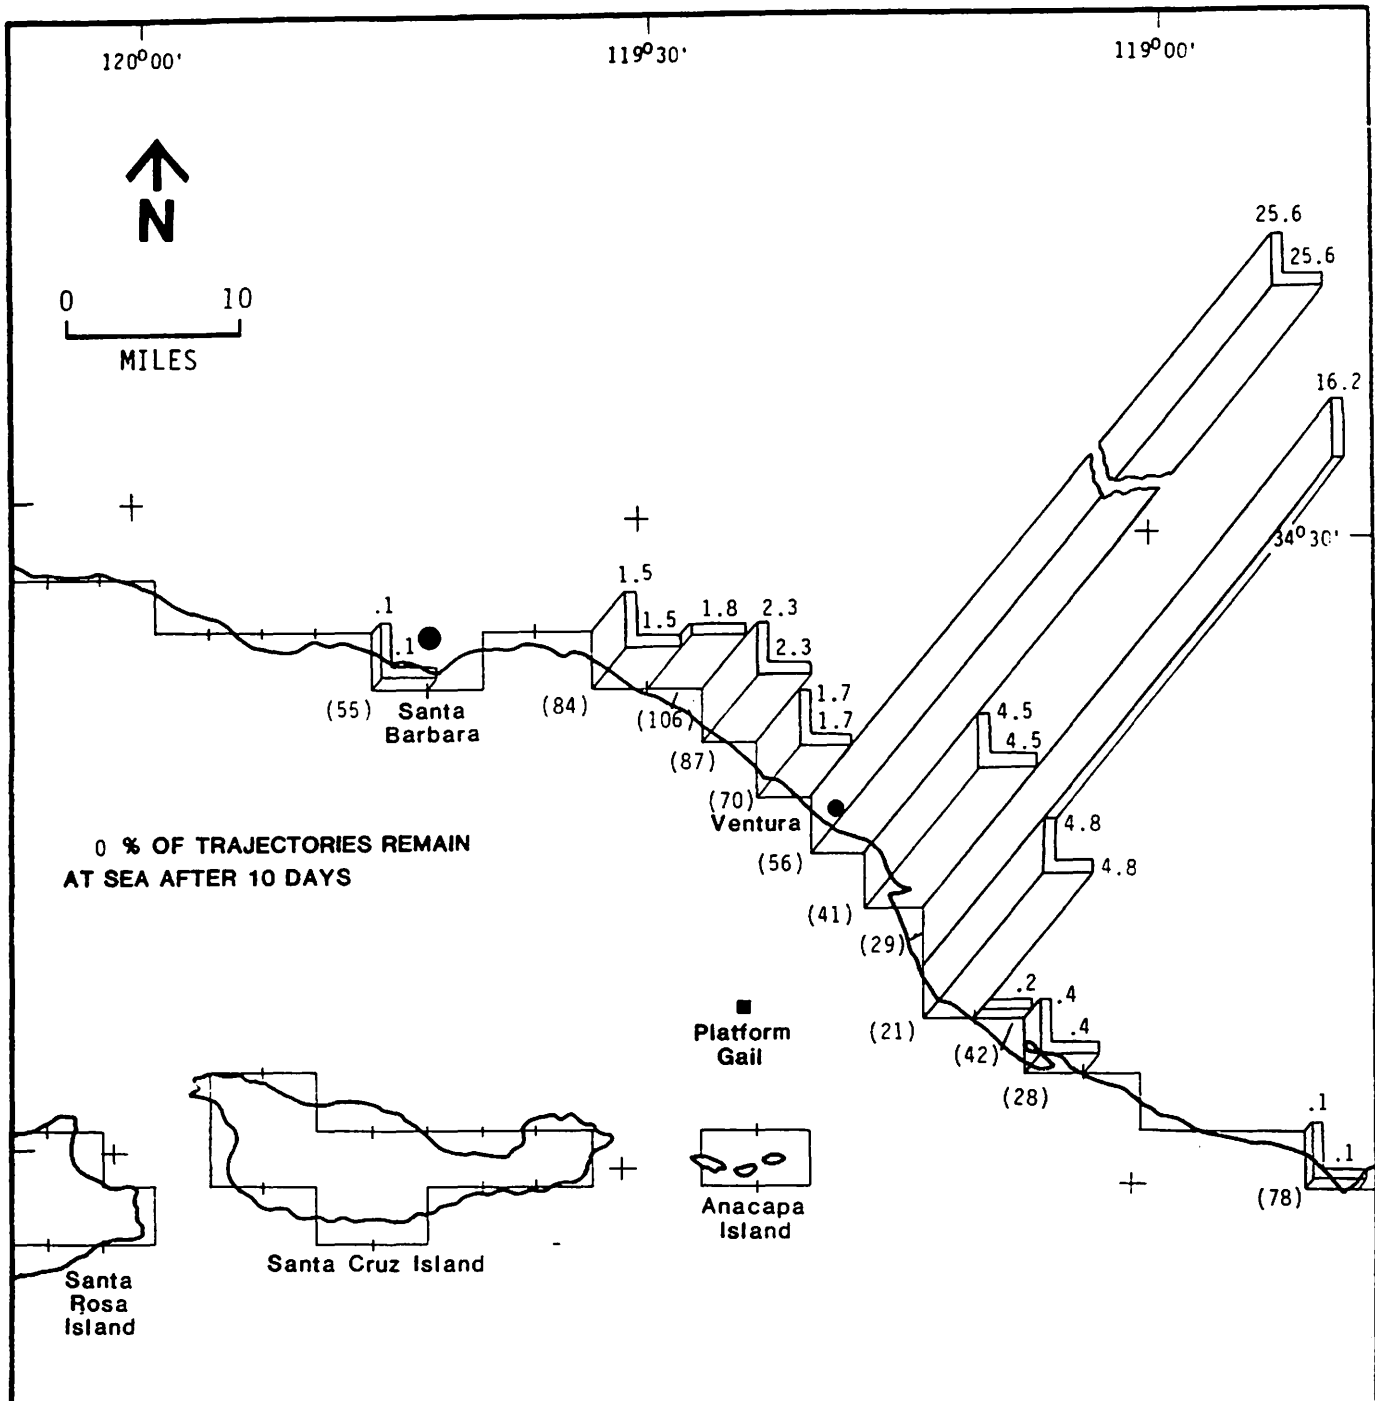 120°00'
119°30'
119°00'
N
0 10
MILES
25.6
25.6
16.2
34°30'
1.5
1.5
1.8
2.3
2.3
.1
.1
1.7
1.7
4.5
4.5
4.8
4.8
(55)
Santa
Barbara
(84)
(106)
(87)
(70)
Ventura
(56)
(41)
(29)
(21)
(42)
(28)
.2
.4
.4
.1
.1
(78)
0 % OF TRAJECTORIES REMAIN
AT SEA AFTER 10 DAYS
Platform
Gail
Anacapa
Island
Santa Cruz Island
Santa
Rosa
Island